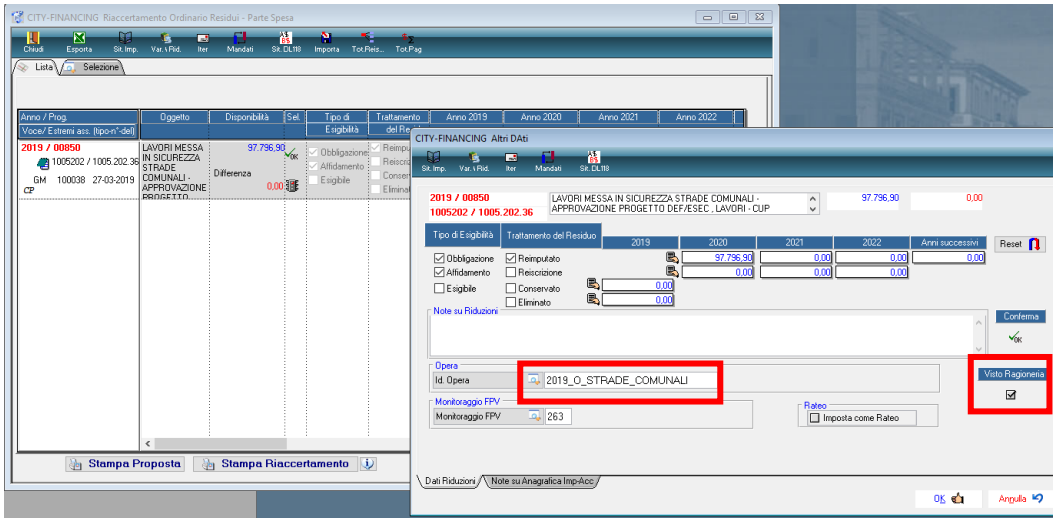 CITY-FINANCING Riaccertamento Ordinario Residui - Parte Spesa
Chiudi Esporta Sit. Imp. Var. \ Rid. Iter Mandati Sit. DL118 Importa Tot.Reis... Tot.Pag
Lista Selezione
Anno / Prog. Oggetto Disponibilità Sel. Tipo di Trattamento Anno 2019 Anno 2020 Anno 2021 Anno 2022
Voce/ Estremi ass. (tipo-n°-del) Esigibilità del Re
2019 / 00850 LAVORI MESSA 97.796,90 OK Obbligazione Reimpu
1005202 / 1005.202.36 IN SICUREZZA Affidamento Reiscri
STRADE Differenza Esigibile Conser
GM 100038 27-03-2019 COMUNALI - 0,00 Elimina
CP APPROVAZIONE
PROGETTO
Stampa Proposta Stampa Riaccertamento
CITY-FINANCING Altri DAti
Sit. Imp. Var. \ Rid. Iter Mandati Sit. DL118
2019 / 00850 LAVORI MESSA IN SICUREZZA STRADE COMUNALI - 97.796,90 0,00
1005202 / 1005.202.36 APPROVAZIONE PROGETTO DEF/ESEC , LAVORI - CUP
Tipo di Esigibilità Trattamento del Residuo 2019 2020 2021 2022 Anni successivi Reset
Obbligazione Reimputato 97.796,90 0,00 0,00 0,00
Affidamento Reiscrizione 0,00 0,00 0,00
Esigibile Conservato 0,00
Eliminato 0,00
Note su Riduzioni
Conferma
OK
Opera
Id. Opera 2019_O_STRADE_COMUNALI
Visto Ragioneria
Monitoraggio FPV
Monitoraggio FPV 263
Rateo
Imposta come Rateo
Dati Riduzioni Note su Anagrafica Imp-Acc
OK Annulla